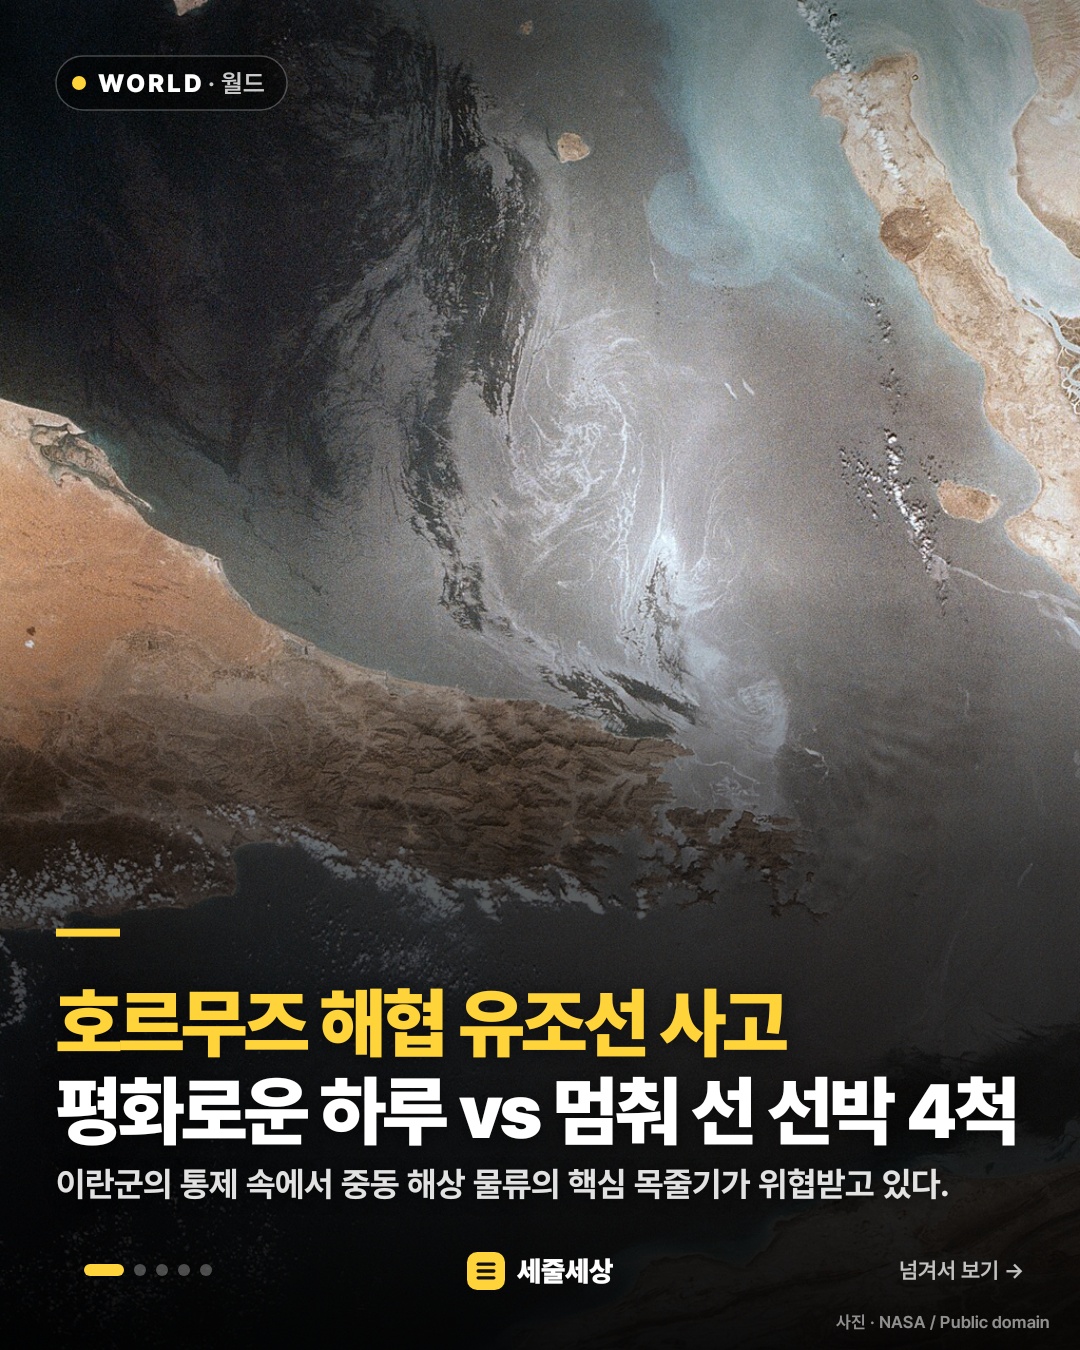 WORLD · 월드
호르무즈 해협 유조선 사고
평화로운 하루 vs 멈춰 선 선박 4척
이란군의 통제 속에서 중동 해상 물류의 핵심 목줄기가 위협받고 있다.
세줄세상
넘겨서 보기 →
사진 · NASA / Public domain